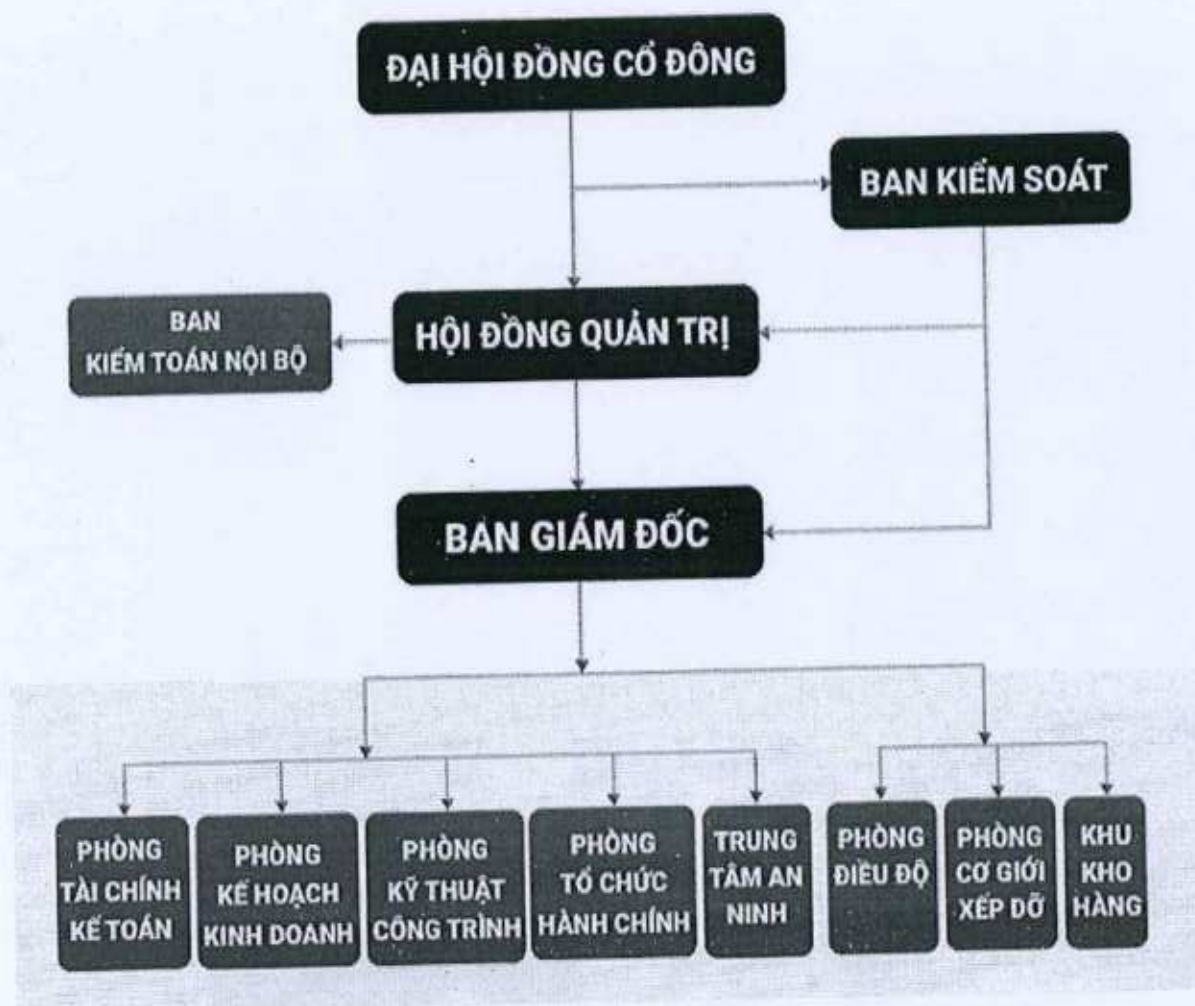 ĐẠI HỘI ĐỒNG CỔ ĐÔNG
BAN KIỂM SOÁT
BAN
KIỂM TOÁN NỘI BỘ
HỘI ĐỒNG QUẢN TRỊ
BAN GIÁM ĐỐC
PHÒNG
TÀI CHÍNH
KẾ TOÁN
PHÒNG
KẾ HOẠCH
KINH DOANH
PHÒNG
KỸ THUẬT
CÔNG TRÌNH
PHÒNG
TỔ CHỨC
HÀNH CHÍNH
TRUNG
TÂM AN
NINH
PHÒNG
ĐIỀU ĐỘ
PHÒNG
CƠ GIỚI
XẾP DỠ
KHU
KHO
HÀNG